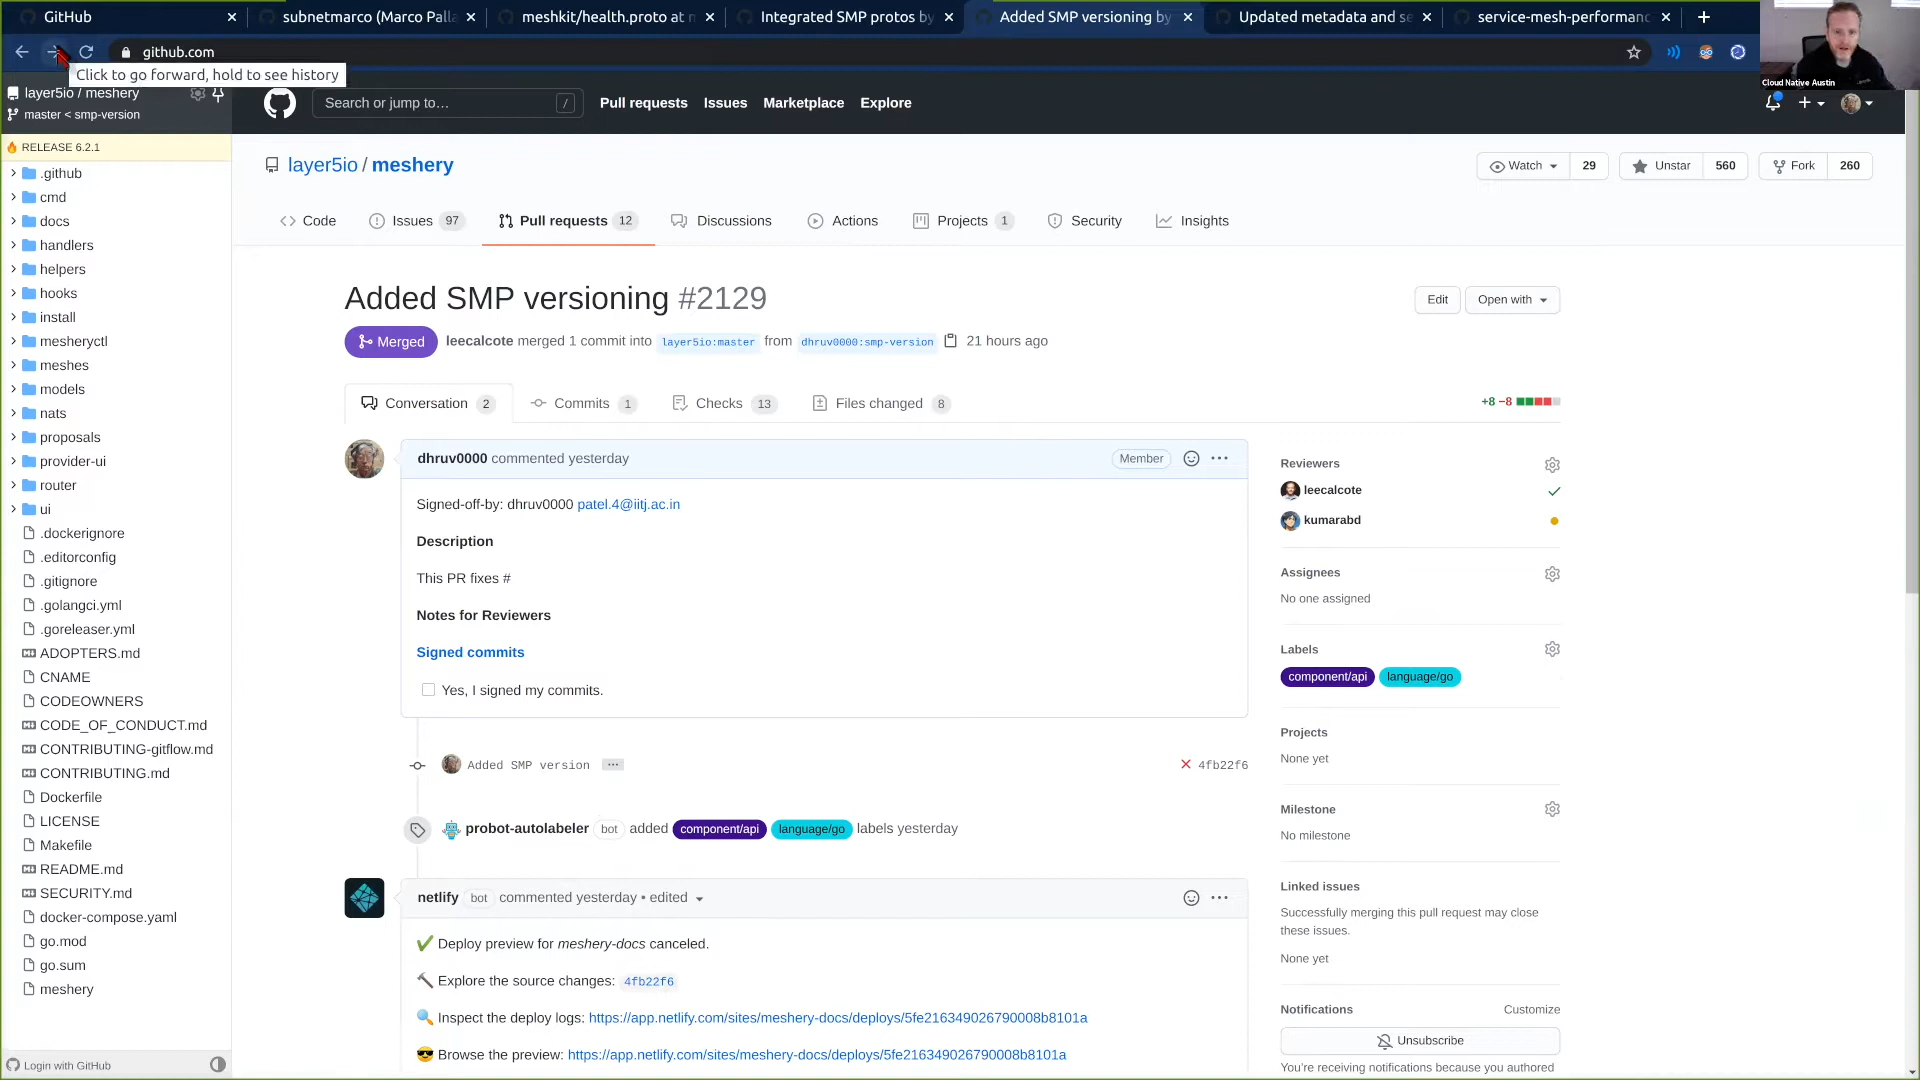 GitHub
subnetmarco (Marco Palla
meshkit/health.proto at m
Integrated SMP protos by
Added SMP versioning by
Updated metadata and se
service-mesh-performanc
github.com
Click to go forward, hold to see history
Cloud Native Austin
layer5io / meshery
master < smp-version
Search or jump to…
/
Pull requests
Issues
Marketplace
Explore
RELEASE 6.2.1
.github
cmd
docs
handlers
helpers
hooks
install
mesheryctl
meshes
models
nats
proposals
provider-ui
router
ui
.dockerignore
.editorconfig
.gitignore
.golangci.yml
.goreleaser.yml
ADOPTERS.md
CNAME
CODEOWNERS
CODE_OF_CONDUCT.md
CONTRIBUTING-gitflow.md
CONTRIBUTING.md
Dockerfile
LICENSE
Makefile
README.md
SECURITY.md
docker-compose.yaml
go.mod
go.sum
meshery
Login with GitHub
layer5io / meshery
Watch 29
Unstar 560
Fork 260
Code
Issues 97
Pull requests 12
Discussions
Actions
Projects 1
Security
Insights
Added SMP versioning #2129
Edit
Open with
Merged
leecalcote merged 1 commit into layer5io:master from dhruv0000:smp-version 21 hours ago
Conversation 2
Commits 1
Checks 13
Files changed 8
+8 −8
dhruv0000 commented yesterday
Member
Signed-off-by: dhruv0000 patel.4@iitj.ac.in
Description
This PR fixes #
Notes for Reviewers
Signed commits
Yes, I signed my commits.
Added SMP version
4fb22f6
probot-autolabeler bot added component/api language/go labels yesterday
netlify bot commented yesterday • edited
Deploy preview for meshery-docs canceled.
Explore the source changes: 4fb22f6
Inspect the deploy logs: https://app.netlify.com/sites/meshery-docs/deploys/5fe216349026790008b8101a
Browse the preview: https://app.netlify.com/sites/meshery-docs/deploys/5fe216349026790008b8101a
Reviewers
leecalcote
kumarabd
Assignees
No one assigned
Labels
component/api
language/go
Projects
None yet
Milestone
No milestone
Linked issues
Successfully merging this pull request may close
these issues.
None yet
Notifications
Customize
Unsubscribe
You're receiving notifications because you authored